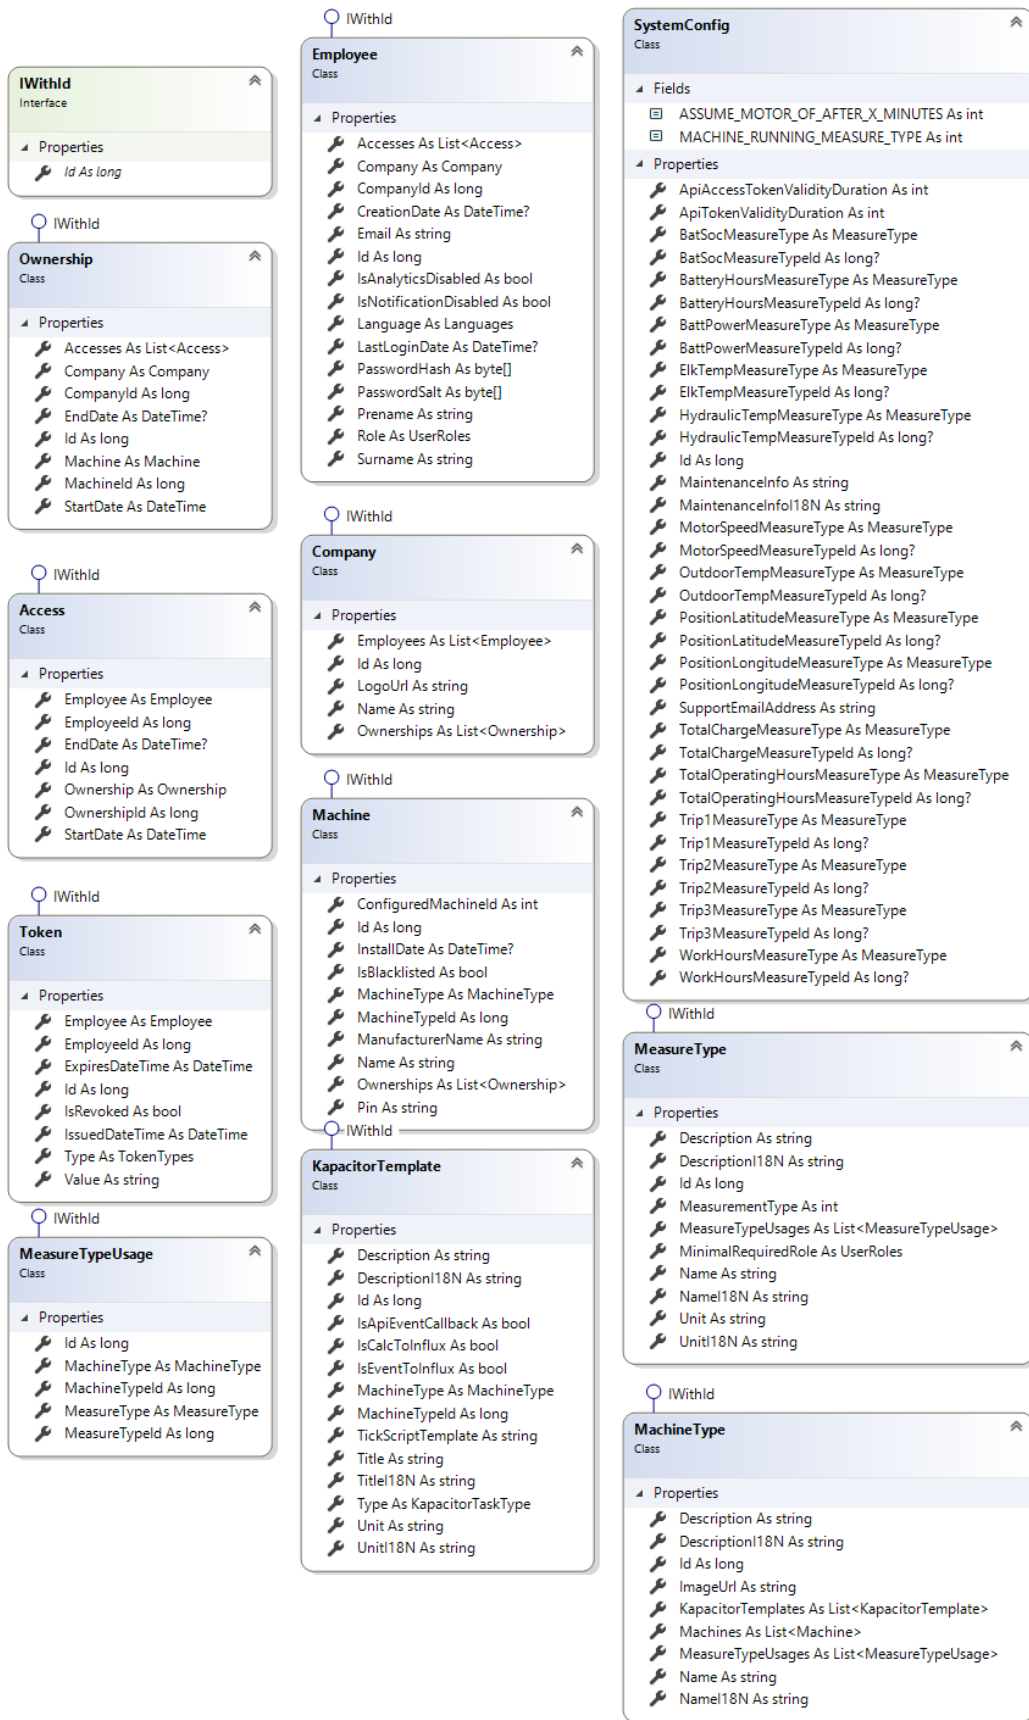 IWithId
Interface
Properties
Id As long
IWithId
Ownership
Class
Properties
Accesses As List<Access>
Company As Company
CompanyId As long
EndDate As DateTime?
Id As long
Machine As Machine
MachineId As long
StartDate As DateTime
IWithId
Access
Class
Properties
Employee As Employee
EmployeeId As long
EndDate As DateTime?
Id As long
Ownership As Ownership
OwnershipId As long
StartDate As DateTime
IWithId
Token
Class
Properties
Employee As Employee
EmployeeId As long
ExpiresDateTime As DateTime
Id As long
IsRevoked As bool
IssuedDateTime As DateTime
Type As TokenTypes
Value As string
IWithId
MeasureTypeUsage
Class
Properties
Id As long
MachineType As MachineType
MachineTypeId As long
MeasureType As MeasureType
MeasureTypeId As long
IWithId
Employee
Class
Properties
Accesses As List<Access>
Company As Company
CompanyId As long
CreationDate As DateTime?
Email As string
Id As long
IsAnalyticsDisabled As bool
IsNotificationDisabled As bool
Language As Languages
LastLoginDate As DateTime?
PasswordHash As byte[]
PasswordSalt As byte[]
Prename As string
Role As UserRoles
Surname As string
IWithId
Company
Class
Properties
Employees As List<Employee>
Id As long
LogoUrl As string
Name As string
Ownerships As List<Ownership>
IWithId
Machine
Class
Properties
ConfiguredMachineId As int
Id As long
InstallDate As DateTime?
IsBlacklisted As bool
MachineType As MachineType
MachineTypeId As long
ManufacturerName As string
Name As string
Ownerships As List<Ownership>
Pin As string
IWithId
KapacitorTemplate
Class
Properties
Description As string
DescriptionI18N As string
Id As long
IsApiEventCallback As bool
IsCalcToInflux As bool
IsEventToInflux As bool
MachineType As MachineType
MachineTypeId As long
TickScriptTemplate As string
Title As string
TitleI18N As string
Type As KapacitorTaskType
Unit As string
UnitI18N As string
SystemConfig
Class
Fields
ASSUME_MOTOR_OF_AFTER_X_MINUTES As int
MACHINE_RUNNING_MEASURE_TYPE As int
Properties
ApiAccessTokenValidityDuration As int
ApiTokenValidityDuration As int
BatSocMeasureType As MeasureType
BatSocMeasureTypeId As long?
BatteryHoursMeasureType As MeasureType
BatteryHoursMeasureTypeId As long?
BattPowerMeasureType As MeasureType
BattPowerMeasureTypeId As long?
ElkTempMeasureType As MeasureType
ElkTempMeasureTypeId As long?
HydraulicTempMeasureType As MeasureType
HydraulicTempMeasureTypeId As long?
Id As long
MaintenanceInfo As string
MaintenanceInfoI18N As string
MotorSpeedMeasureType As MeasureType
MotorSpeedMeasureTypeId As long?
OutdoorTempMeasureType As MeasureType
OutdoorTempMeasureTypeId As long?
PositionLatitudeMeasureType As MeasureType
PositionLatitudeMeasureTypeId As long?
PositionLongitudeMeasureType As MeasureType
PositionLongitudeMeasureTypeId As long?
SupportEmailAddress As string
TotalChargeMeasureType As MeasureType
TotalChargeMeasureTypeId As long?
TotalOperatingHoursMeasureType As MeasureType
TotalOperatingHoursMeasureTypeId As long?
Trip1MeasureType As MeasureType
Trip1MeasureTypeId As long?
Trip2MeasureType As MeasureType
Trip2MeasureTypeId As long?
Trip3MeasureType As MeasureType
Trip3MeasureTypeId As long?
WorkHoursMeasureType As MeasureType
WorkHoursMeasureTypeId As long?
IWithId
MeasureType
Class
Properties
Description As string
DescriptionI18N As string
Id As long
MeasurementType As int
MeasureTypeUsages As List<MeasureTypeUsage>
MinimalRequiredRole As UserRoles
Name As string
NameI18N As string
Unit As string
UnitI18N As string
IWithId
MachineType
Class
Properties
Description As string
DescriptionI18N As string
Id As long
ImageUrl As string
KapacitorTemplates As List<KapacitorTemplate>
Machines As List<Machine>
MeasureTypeUsages As List<MeasureTypeUsage>
Name As string
NameI18N As string